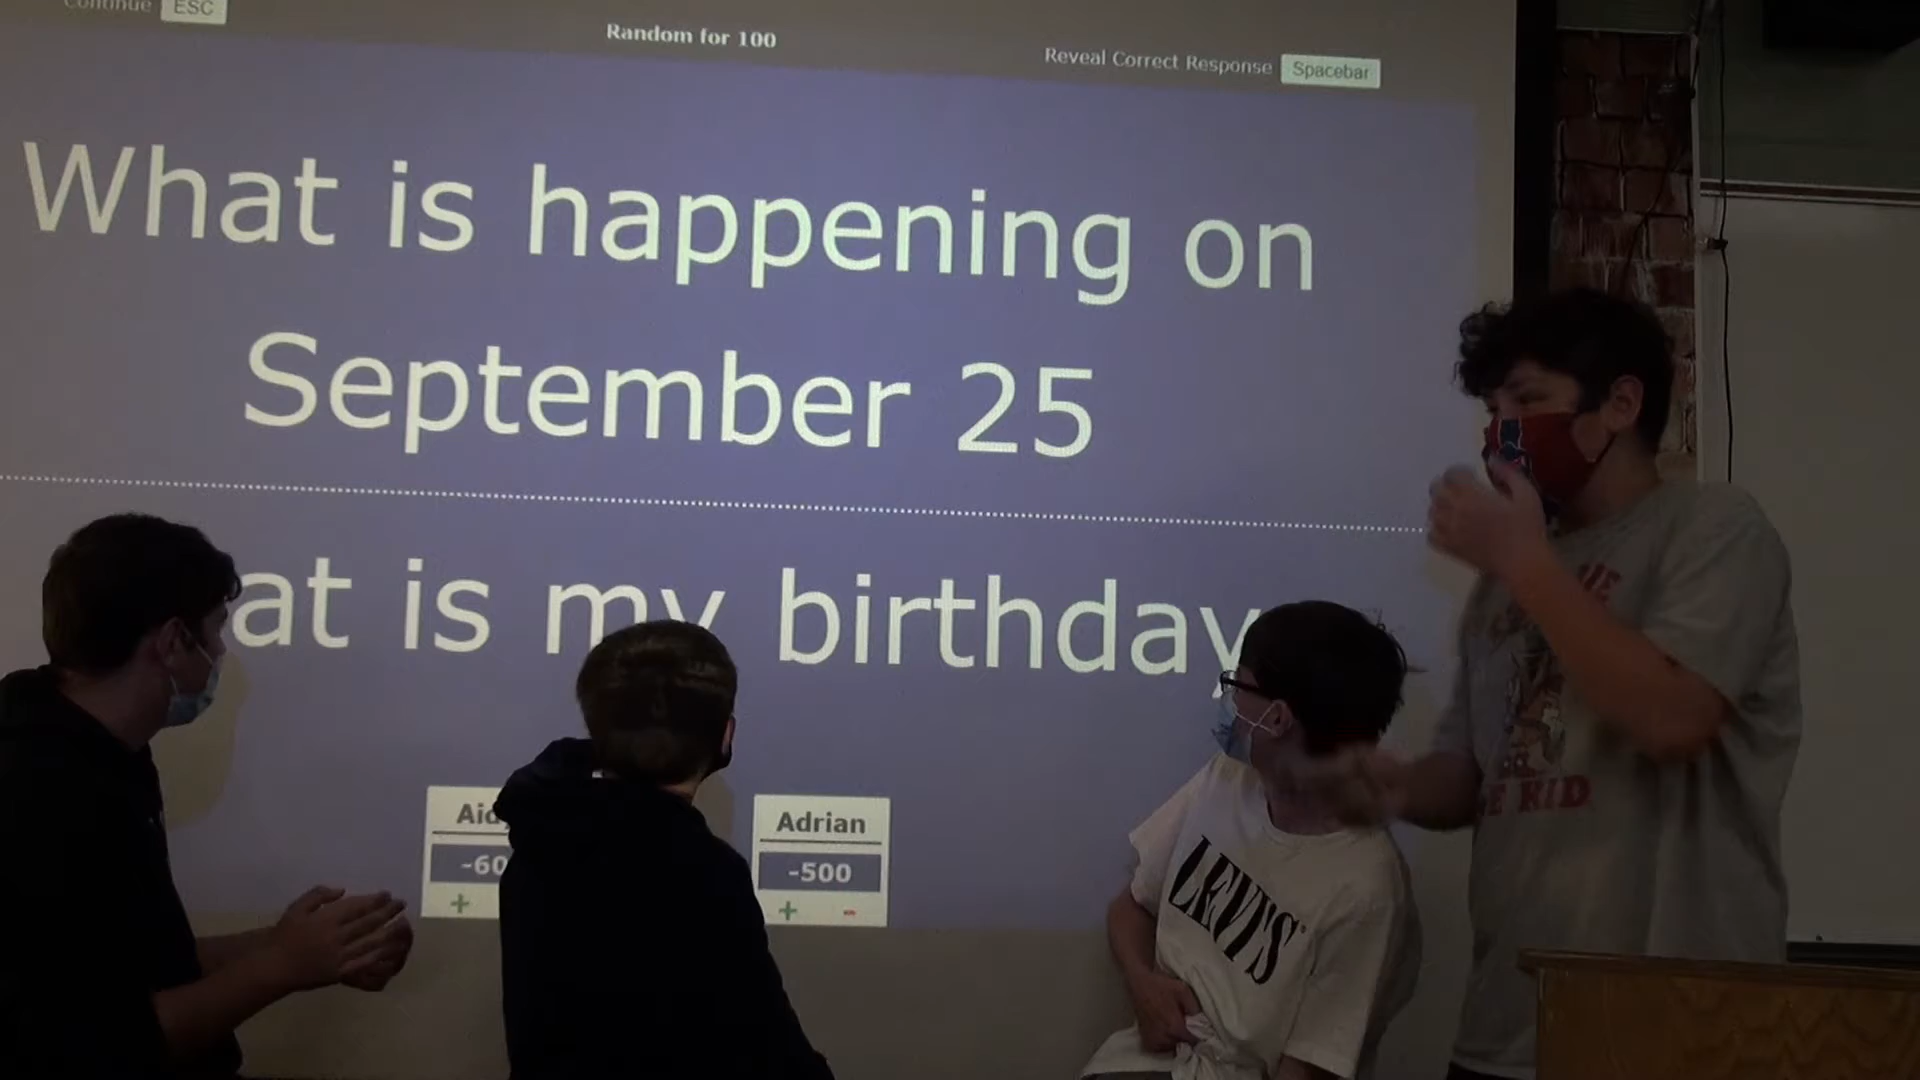 Continue ESC
Random for 100
Reveal Correct Response Spacebar
What is happening on
September 25
at is my birthday
Aid
Adrian
-60
-500
+
+ -
LEVI'S
KID